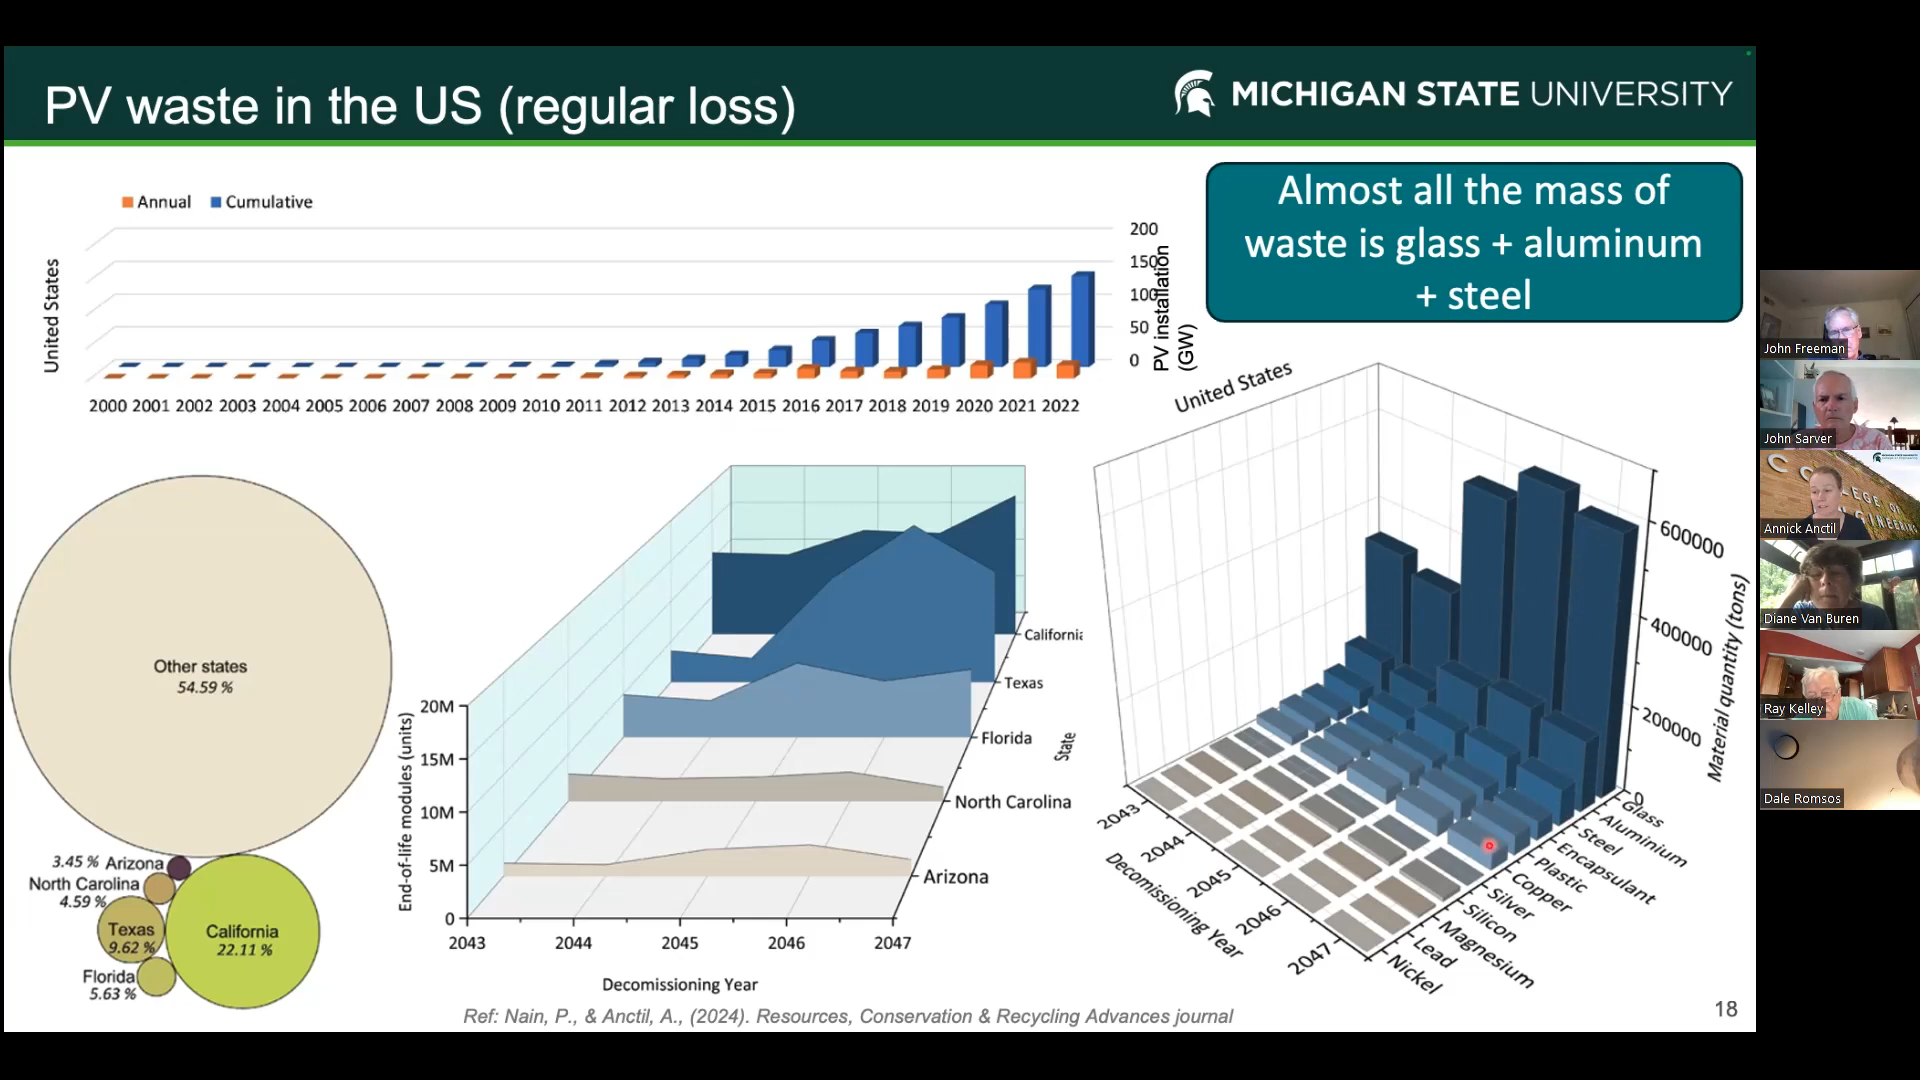 PV waste in the US (regular loss)
MICHIGAN STATE UNIVERSITY
Annual
Cumulative
United States
200
150
100
50
0
PV installation
(GW)
2000 2001 2002 2003 2004 2005 2006 2007 2008 2009 2010 2011 2012 2013 2014 2015 2016 2017 2018 2019 2020 2021 2022
Almost all the mass of
waste is glass + aluminum
+ steel
Other states
54.59 %
3.45 % Arizona
North Carolina
4.59 %
Texas
9.62 %
California
22.11 %
Florida
5.63 %
End-of-life modules (units)
20M
15M
10M
5M
0
2043 2044 2045 2046 2047
Decomissioning Year
California
Texas
Florida
North Carolina
Arizona
State
United States
600000
400000
200000
0
Material quantity (tons)
2043
2044
2045
2046
2047
Decomissioning Year
Glass
Aluminium
Steel
Encapsulant
Plastic
Copper
Silver
Silicon
Magnesium
Lead
Nickel
Ref: Nain, P., & Anctil, A., (2024). Resources, Conservation & Recycling Advances journal
18
John Freeman
John Sarver
Annick Anctil
Diane Van Buren
Ray Kelley
Dale Romsos